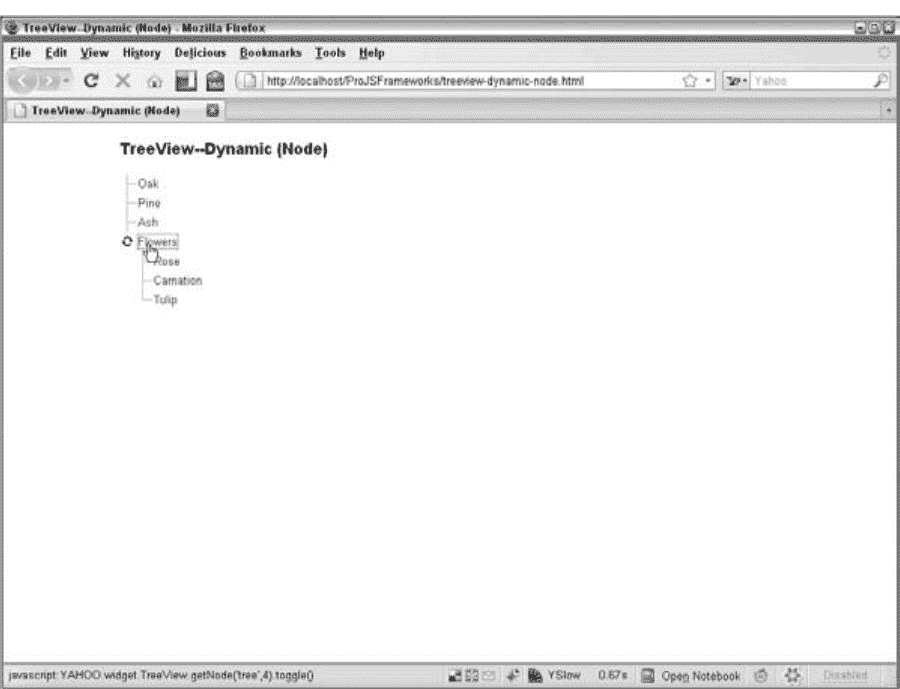 TreeView--Dynamic (Node) - Mozilla Firefox
File Edit View History Delicious Bookmarks Tools Help
http://localhost/ProJSFrameworks/treeview-dynamic-node.html
Yahoo
TreeView--Dynamic (Node)
TreeView--Dynamic (Node)
Oak
Pine
Ash
Flowers
Rose
Carnation
Tulip
javascript:YAHOO.widget.TreeView.getNode('tree',4).toggle()
YSlow 0.67s Open Notebook Disabled